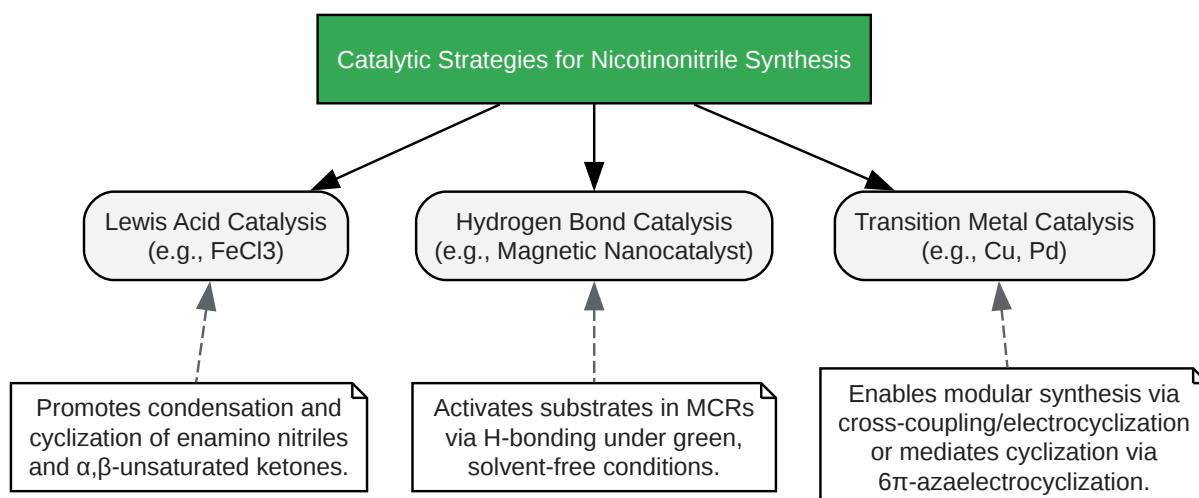 Catalytic Strategies for Nicotinonitrile Synthesis
Lewis Acid Catalysis
(e.g., FeCl3)
Hydrogen Bond Catalysis
(e.g., Magnetic Nanocatalyst)
Transition Metal Catalysis
(e.g., Cu, Pd)
Promotes condensation and
cyclization of enamino nitriles
and α,β-unsaturated ketones.
Activates substrates in MCRs
via H-bonding under green,
solvent-free conditions.
Enables modular synthesis via
cross-coupling/electrocyclization
or mediates cyclization via
6π-azaelectrocyclization.